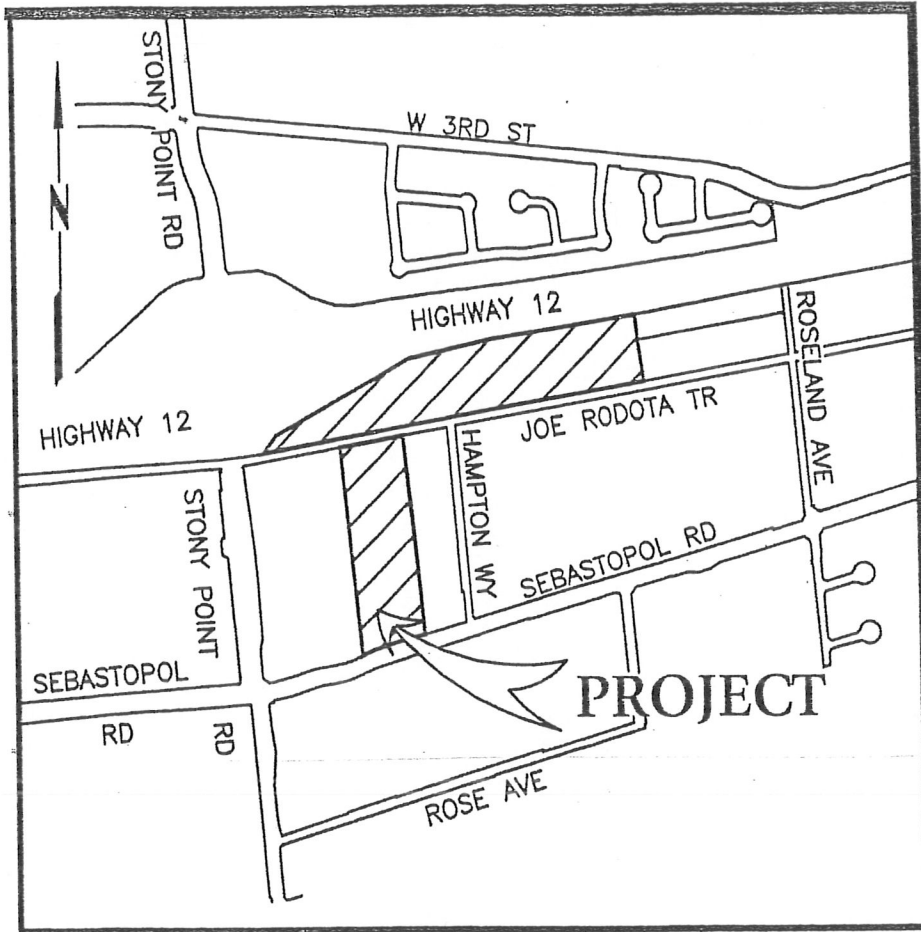 STONY POINT RD
W 3RD ST
N
HIGHWAY 12
ROSELAND AVE
HIGHWAY 12
JOE RODOTA TR
HAMPTON WY
STONY POINT
SEBASTOPOL RD
SEBASTOPOL
RD
RD
PROJECT
ROSE AVE